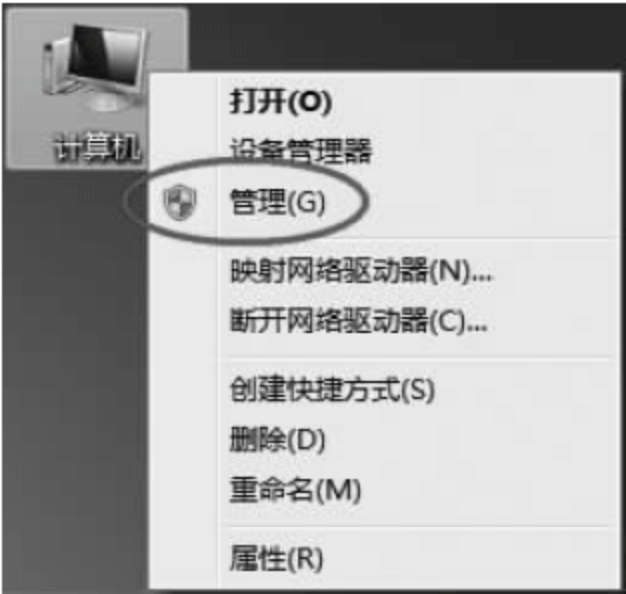 计算机
打开(O)
设备管理器
管理(G)
映射网络驱动器(N)...
断开网络驱动器(C)...
创建快捷方式(S)
删除(D)
重命名(M)
属性(R)